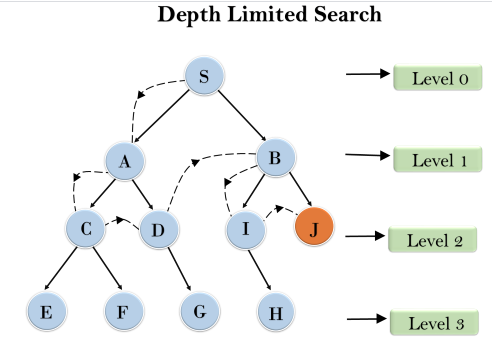 Depth Limited Search
S
Level 0
A
B
Level 1
C
D
I
J
Level 2
E
F
G
H
Level 3